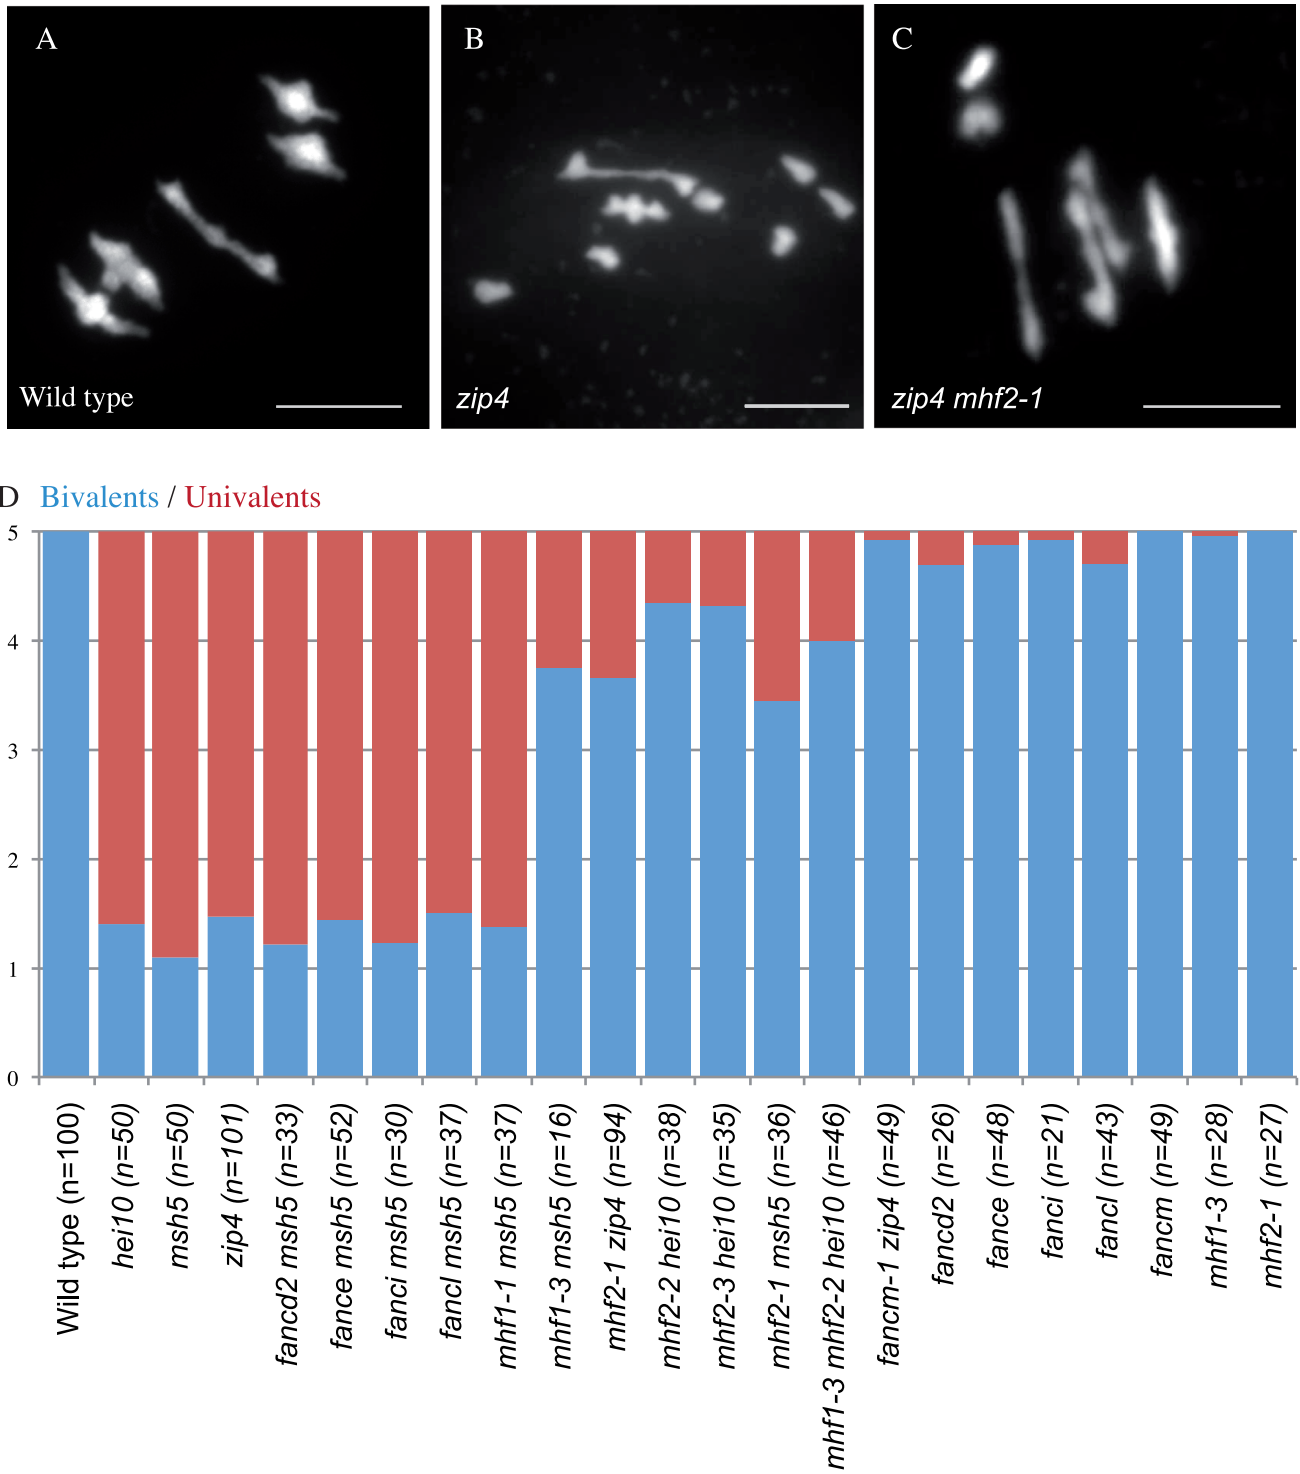 A
B
C
Wild type
zip4
zip4 mhf2-1
D Bivalents / Univalents
5
4
3
2
1
0
Wild type (n=100)
hei10 (n=50)
msh5 (n=50)
zip4 (n=101)
fancd2 msh5 (n=33)
fance msh5 (n=52)
fanci msh5 (n=30)
fancl msh5 (n=37)
mhf1-1 msh5 (n=37)
mhf1-3 msh5 (n=16)
mhf2-1 zip4 (n=94)
mhf2-2 hei10 (n=38)
mhf2-3 hei10 (n=35)
mhf2-1 msh5 (n=36)
mhf1-3 mhf2-2 hei10 (n=46)
fancm-1 zip4 (n=49)
fancd2 (n=26)
fance (n=48)
fanci (n=21)
fancl (n=43)
fancm (n=49)
mhf1-3 (n=28)
mhf2-1 (n=27)